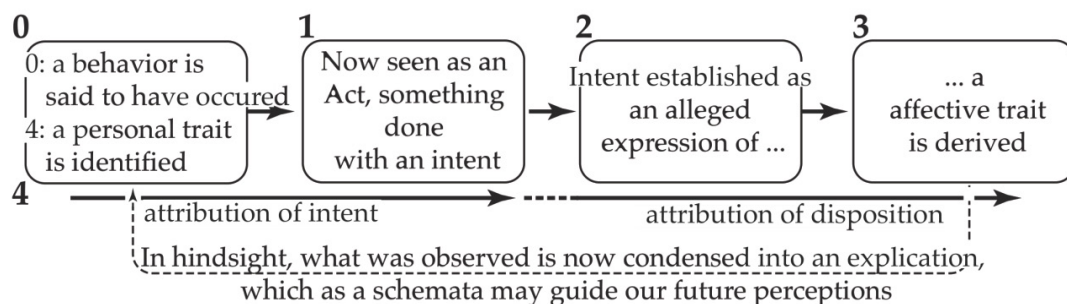 0
0: a behavior is
said to have occured
4: a personal trait
is identified
1
Now seen as an
Act, something
done
with an intent
2
Intent established as
an alleged
expression of ...
3
... a
affective trait
is derived
4
attribution of intent
attribution of disposition
In hindsight, what was observed is now condensed into an explication,
which as a schemata may guide our future perceptions